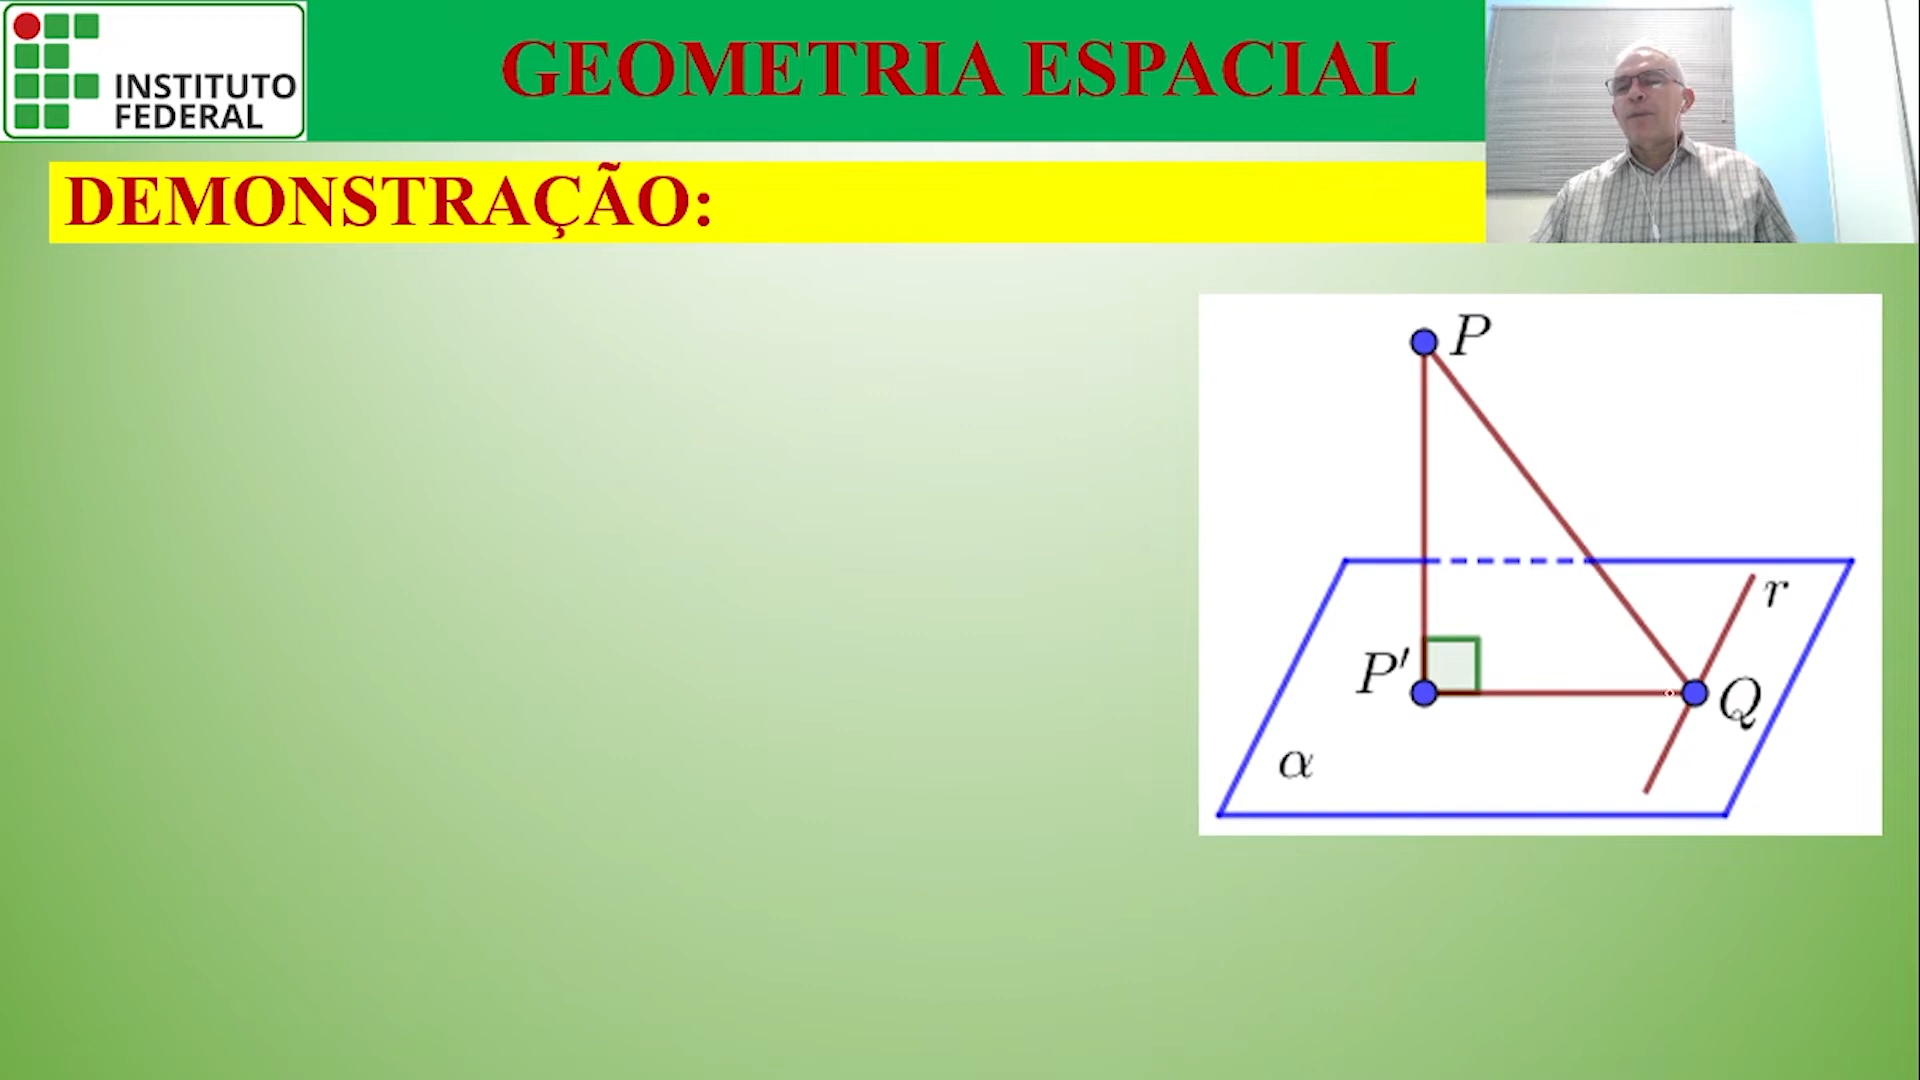 INSTITUTO
FEDERAL
GEOMETRIA ESPACIAL
DEMONSTRAÇÃO:
P
r
P′
Q
α